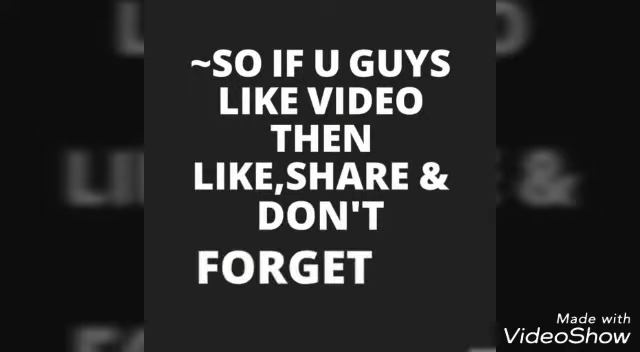 ~SO IF U GUYS
LIKE VIDEO
THEN
LIKE,SHARE &
DON'T
FORGET
Made with
VideoShow